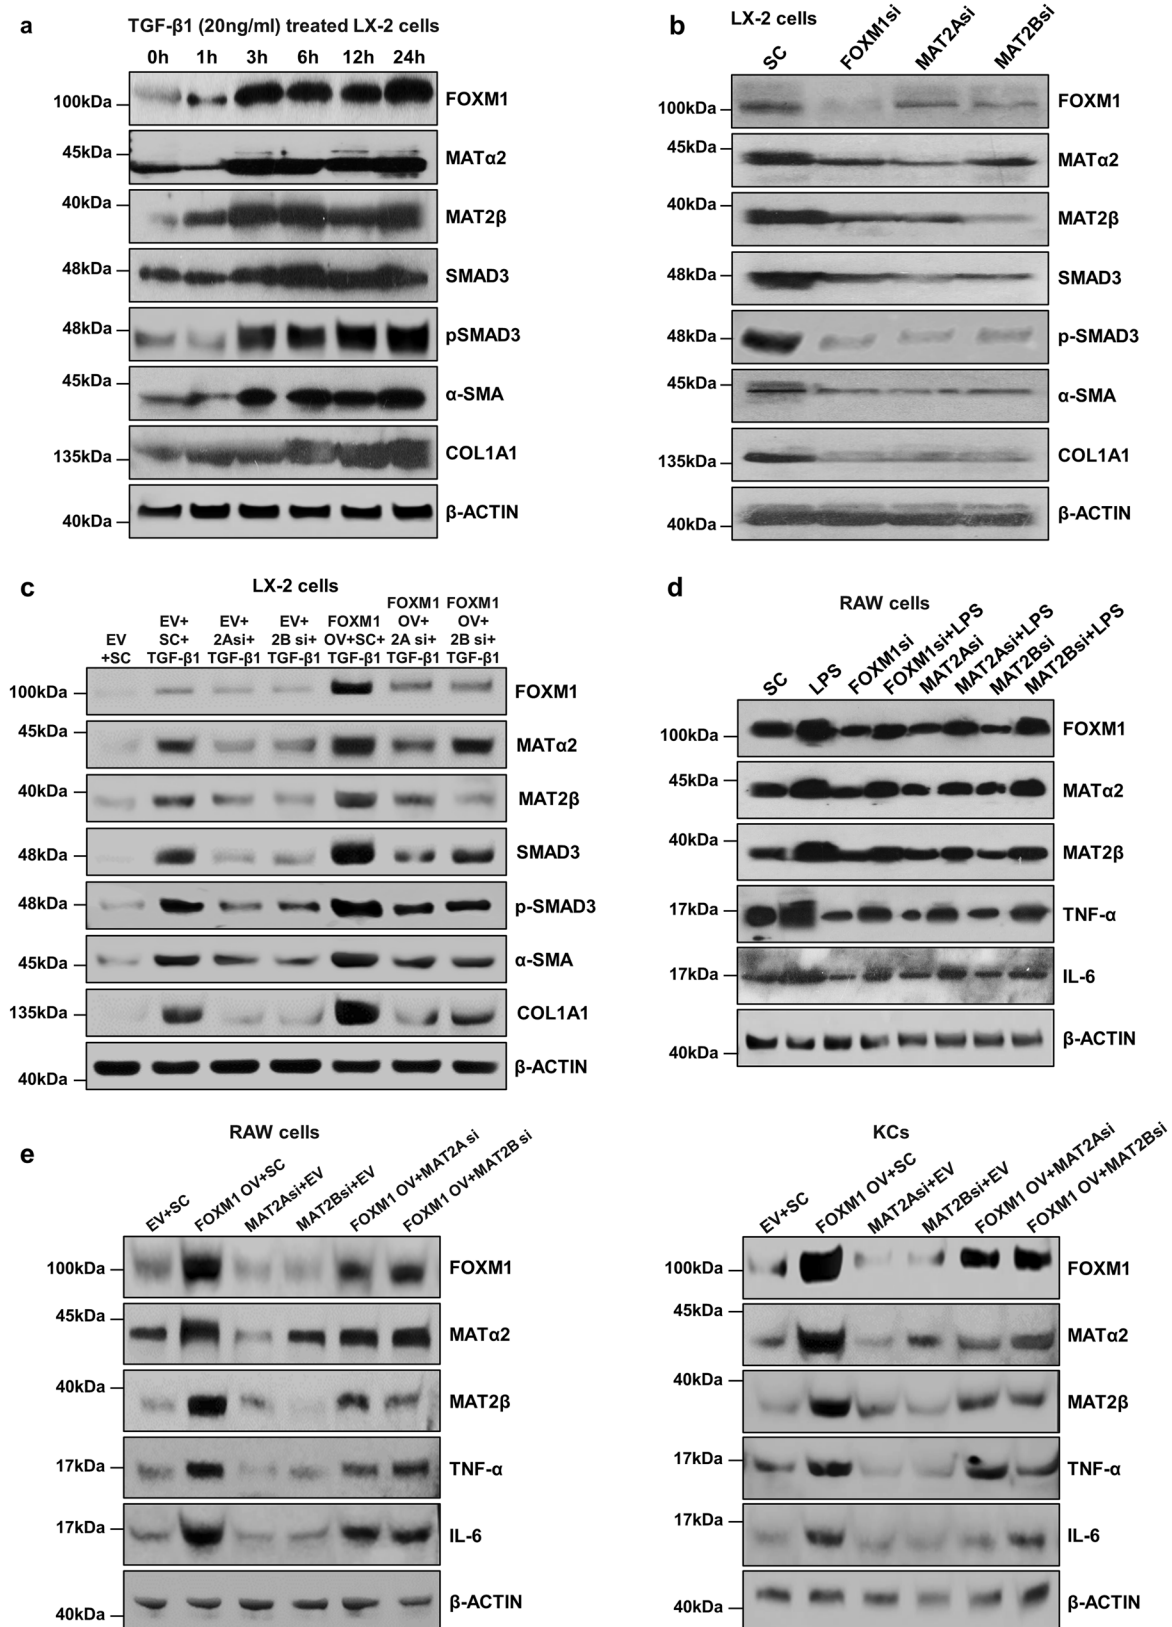 a
TGF-β1 (20ng/ml) treated LX-2 cells
0h 1h 3h 6h 12h 24h
100kDa FOXM1
45kDa MATα2
40kDa MAT2β
48kDa SMAD3
48kDa pSMAD3
45kDa α-SMA
135kDa COL1A1
40kDa β-ACTIN
b
LX-2 cells
SC FOXM1si MAT2Asi MAT2Bsi
100kDa FOXM1
45kDa MATα2
40kDa MAT2β
48kDa SMAD3
48kDa p-SMAD3
45kDa α-SMA
135kDa COL1A1
40kDa β-ACTIN
c
LX-2 cells
EV
+SC
EV+
SC+
TGF-β1
EV+
2Asi+
TGF-β1
EV+
2B si+
TGF-β1
FOXM1
OV+SC+
TGF-β1
FOXM1
OV+
2A si+
TGF-β1
FOXM1
OV+
2B si+
TGF-β1
100kDa FOXM1
45kDa MATα2
40kDa MAT2β
48kDa SMAD3
48kDa p-SMAD3
45kDa α-SMA
135kDa COL1A1
40kDa β-ACTIN
d
RAW cells
SC LPS FOXM1si FOXM1si+LPS MAT2Asi MAT2Asi+LPS MAT2Bsi MAT2Bsi+LPS
100kDa FOXM1
45kDa MATα2
40kDa MAT2β
17kDa TNF-α
17kDa IL-6
40kDa β-ACTIN
e
RAW cells
EV+SC FOXM1 OV+SC MAT2Asi+EV MAT2Bsi+EV FOXM1 OV+MAT2A si FOXM1 OV+MAT2B si
100kDa FOXM1
45kDa MATα2
40kDa MAT2β
17kDa TNF-α
17kDa IL-6
40kDa β-ACTIN
KCs
EV+SC FOXM1 OV+SC MAT2Asi+EV MAT2Bsi+EV FOXM1 OV+MAT2Asi FOXM1 OV+MAT2Bsi
100kDa FOXM1
45kDa MATα2
40kDa MAT2β
17kDa TNF-α
17kDa IL-6
40kDa β-ACTIN